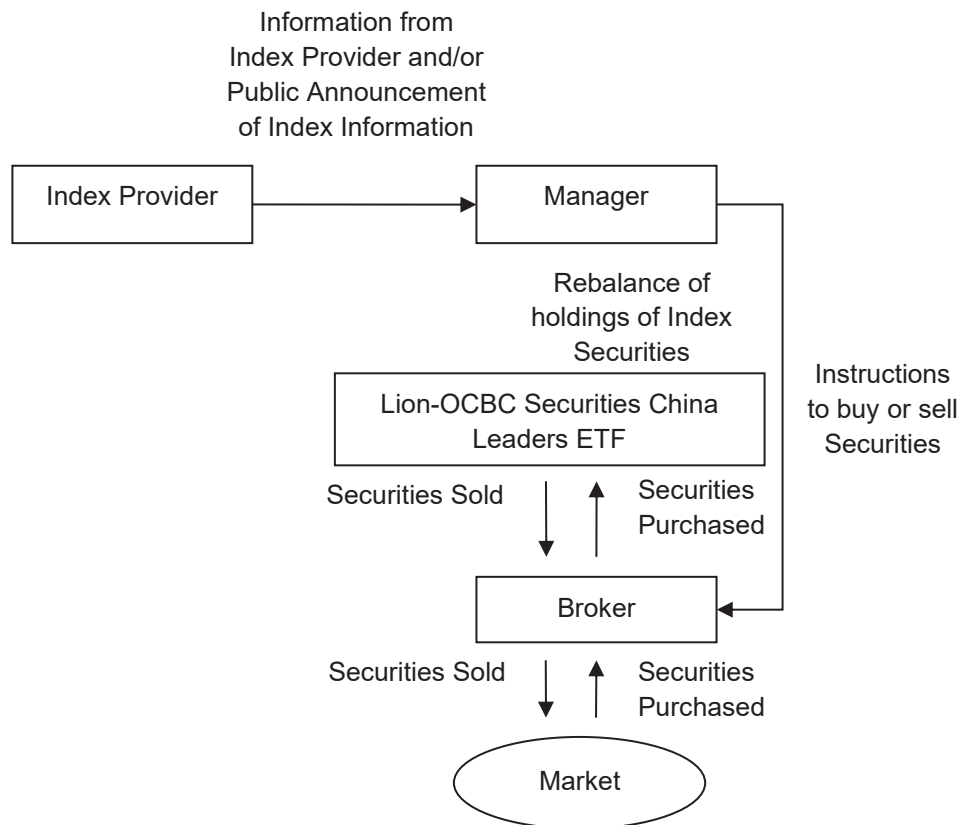 Information from
Index Provider and/or
Public Announcement
of Index Information
Index Provider
Manager
Rebalance of
holdings of Index
Securities
Instructions
to buy or sell
Securities
Lion-OCBC Securities China
Leaders ETF
Securities Sold
Securities
Purchased
Broker
Securities Sold
Securities
Purchased
Market